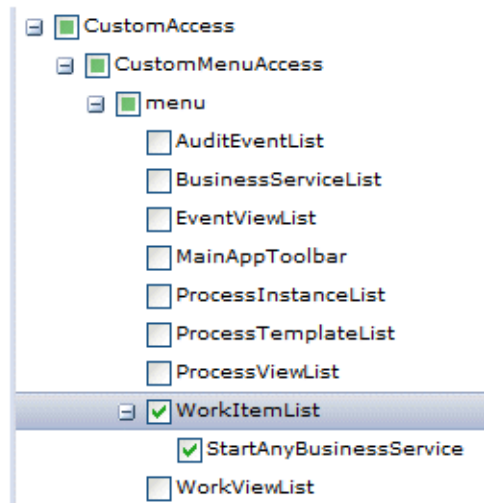 CustomAccess
CustomMenuAccess
menu
AuditEventList
BusinessServiceList
EventViewList
MainAppToolbar
ProcessInstanceList
ProcessTemplateList
ProcessViewList
WorkItemList
StartAnyBusinessService
WorkViewList